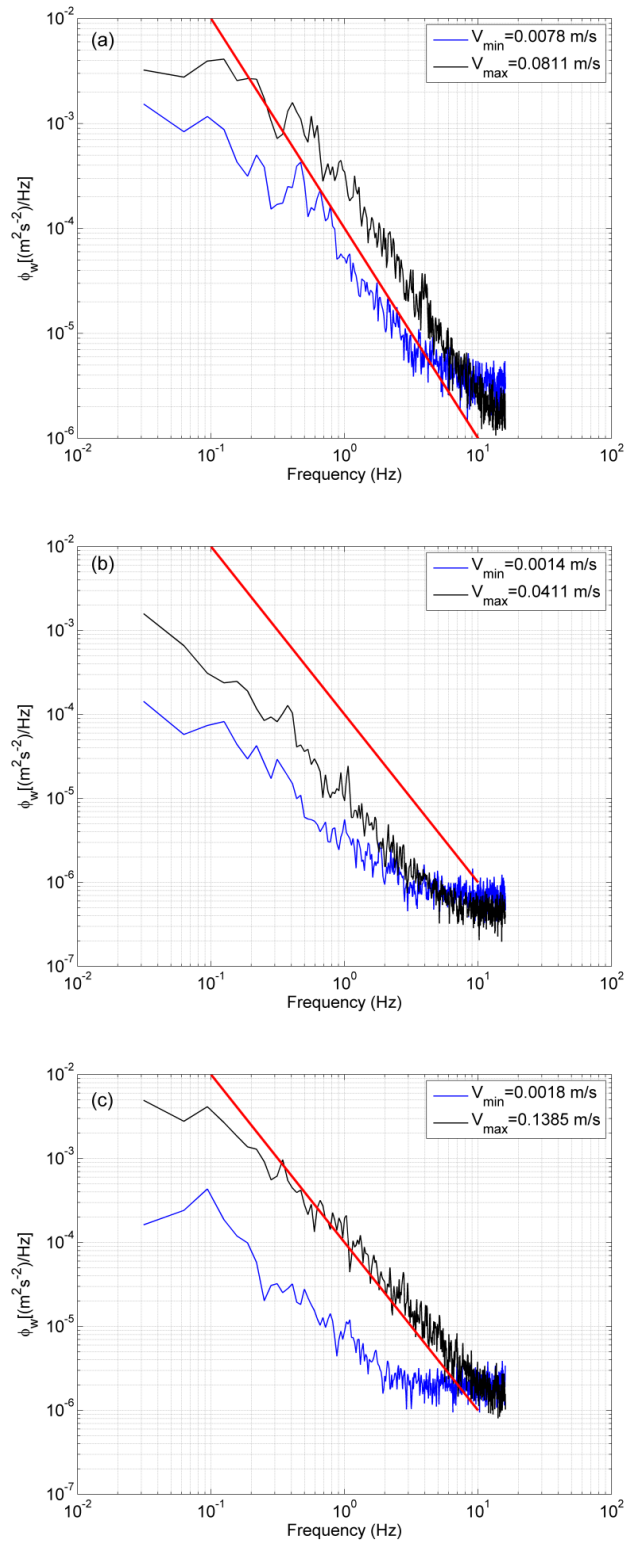 (a)
V_min=0.0078 m/s
V_max=0.0811 m/s
10^-2
10^-3
10^-4
10^-5
10^-6
ϕ_w[(m^2s^-2)/Hz]
10^-2 10^-1 10^0 10^1 10^2
Frequency (Hz)
(b)
V_min=0.0014 m/s
V_max=0.0411 m/s
10^-2
10^-3
10^-4
10^-5
10^-6
10^-7
ϕ_w[(m^2s^-2)/Hz]
10^-2 10^-1 10^0 10^1 10^2
Frequency (Hz)
(c)
V_min=0.0018 m/s
V_max=0.1385 m/s
10^-2
10^-3
10^-4
10^-5
10^-6
10^-7
ϕ_w[(m^2s^-2)/Hz]
10^-2 10^-1 10^0 10^1 10^2
Frequency (Hz)